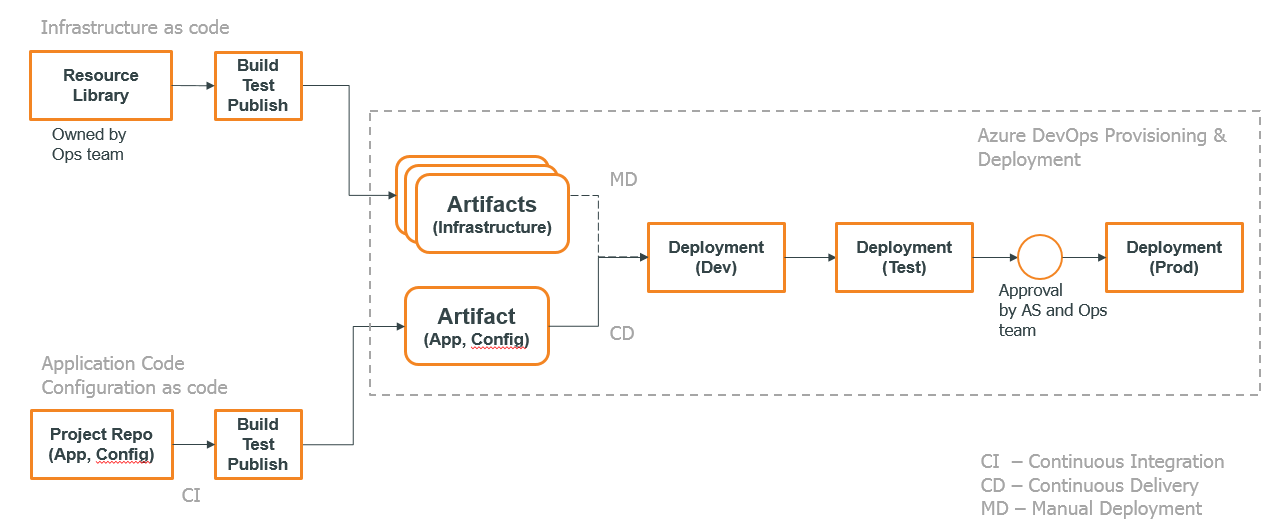 Infrastructure as code
Resource
Library
Build
Test
Publish
Owned by
Ops team
Azure DevOps Provisioning &
Deployment
MD
Artifacts
(Infrastructure)
Deployment
(Dev)
Deployment
(Test)
Deployment
(Prod)
Approval
by AS and Ops
team
Artifact
(App, Config)
CD
Application Code
Configuration as code
Project Repo
(App, Config)
Build
Test
Publish
CI
CI – Continuous Integration
CD – Continuous Delivery
MD – Manual Deployment